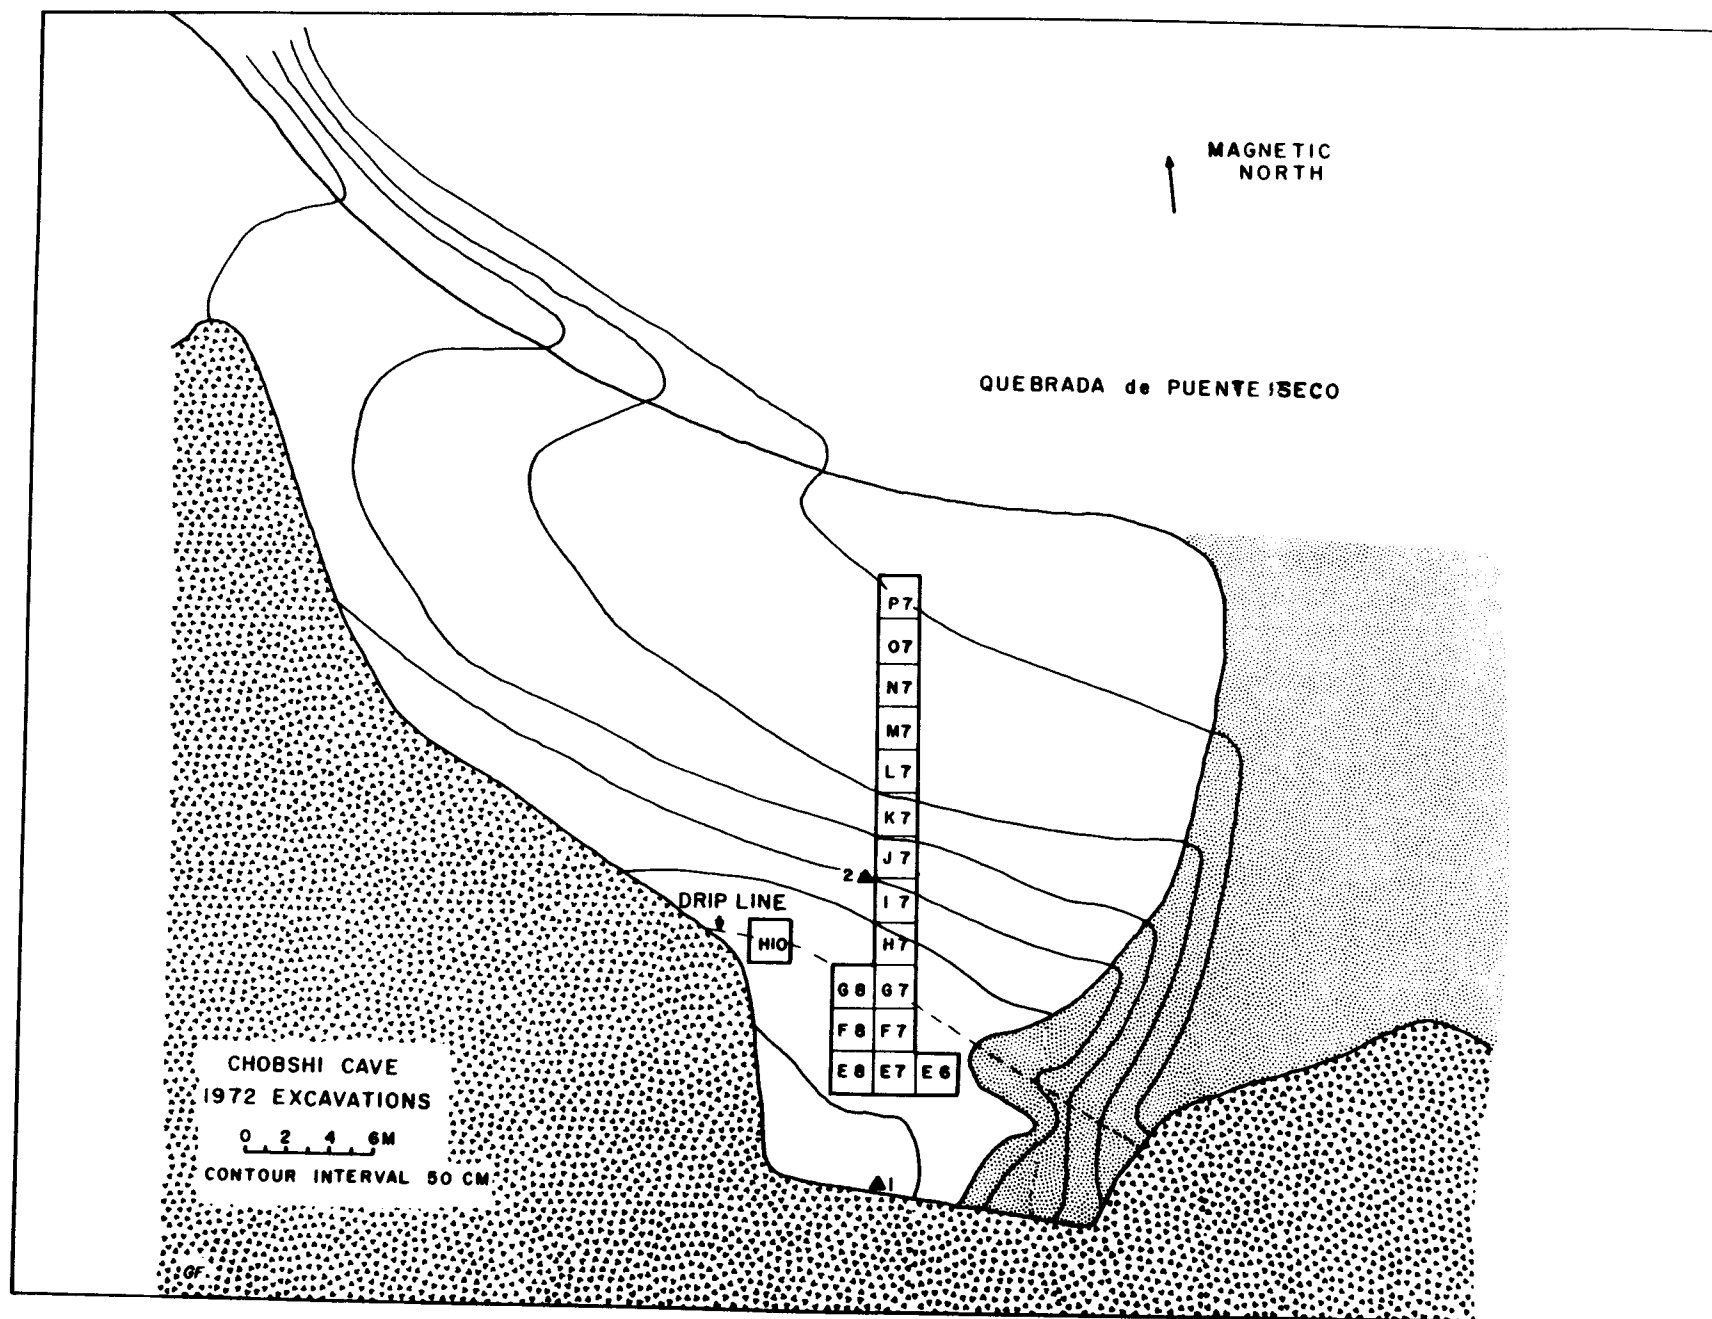 MAGNETIC
NORTH
QUEBRADA de PUENTE SECO
P7
O7
N7
M7
L7
K7
J7
2
I7
DRIP LINE
H10
H7
G8 G7
F8 F7
E8 E7 E6
1
CHOBSHI CAVE
1972 EXCAVATIONS
0 2 4 6M
CONTOUR INTERVAL 50 CM
GF